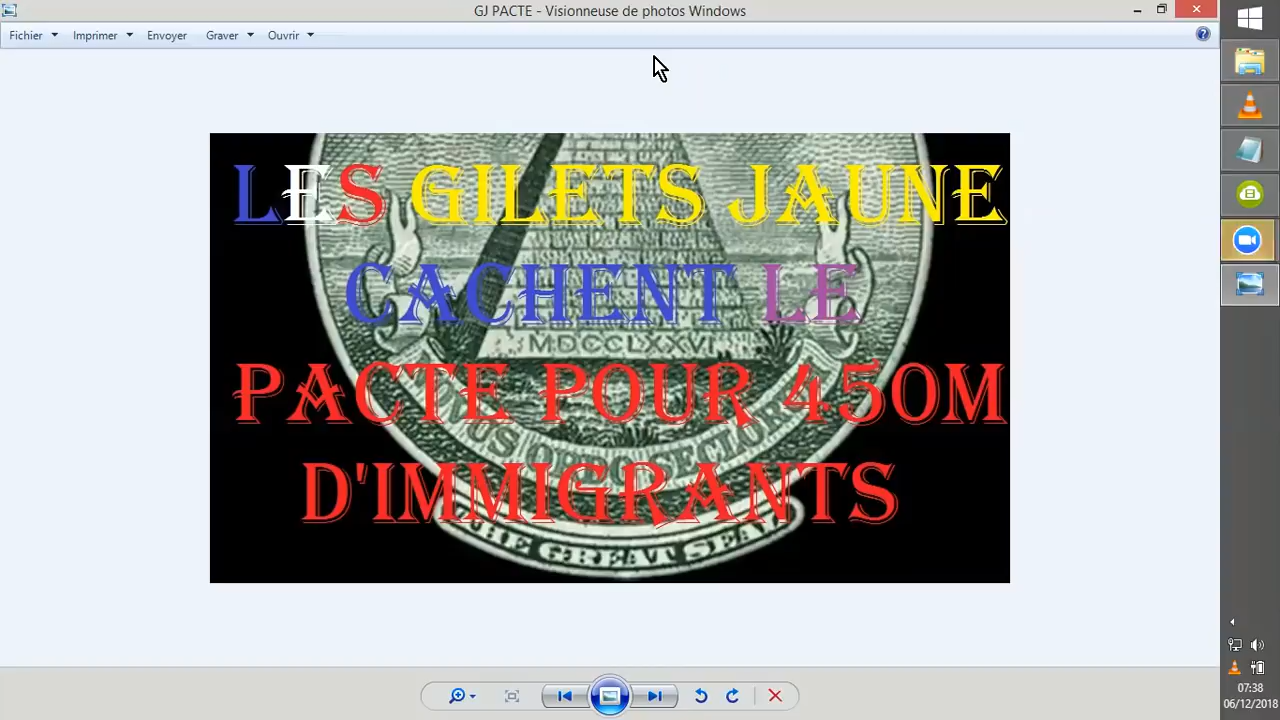 GJ PACTE - Visionneuse de photos Windows
Fichier Imprimer Envoyer Graver Ouvrir
LES GILETS JAUNE
CACHENT LE
MDCCLXXVI
PACTE POUR 450M
D'IMMIGRANTS
THE GREAT SEAL
07:38
06/12/2018